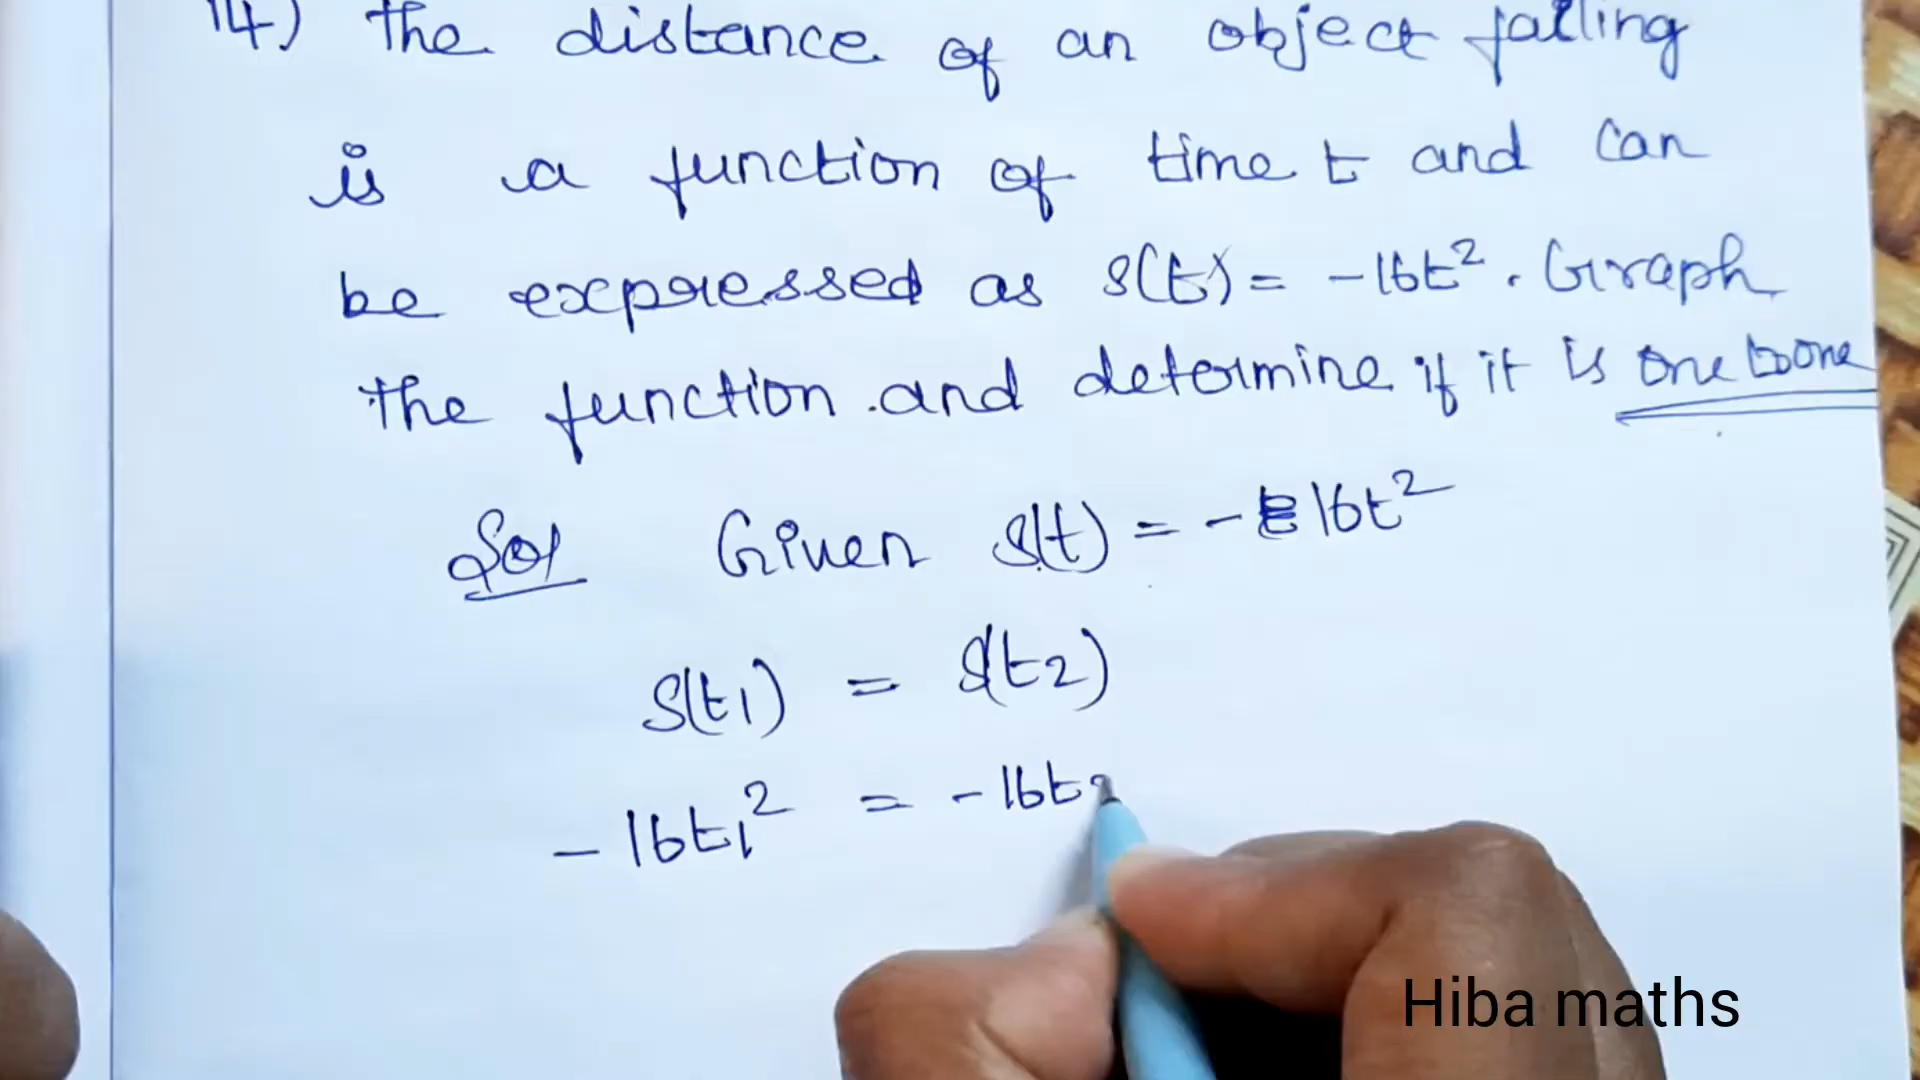 14) The distance of an object falling
is a function of time t and can
be expressed as s(t) = -16t². Graph
the function and determine if it is one to one
Sol Given s(t) = - 16t²
s(t₁) = s(t₂)
-16t₁² = -16t₂
Hiba maths